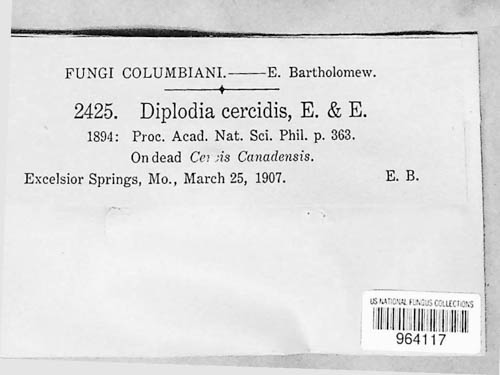 FUNGI COLUMBIANI.——E. Bartholomew.
2425. Diplodia cercidis, E. & E.
1894: Proc. Acad. Nat. Sci. Phil. p. 363.
On dead Cercis Canadensis.
Excelsior Springs, Mo., March 25, 1907. E. B.
US NATIONAL FUNGUS COLLECTIONS
964117